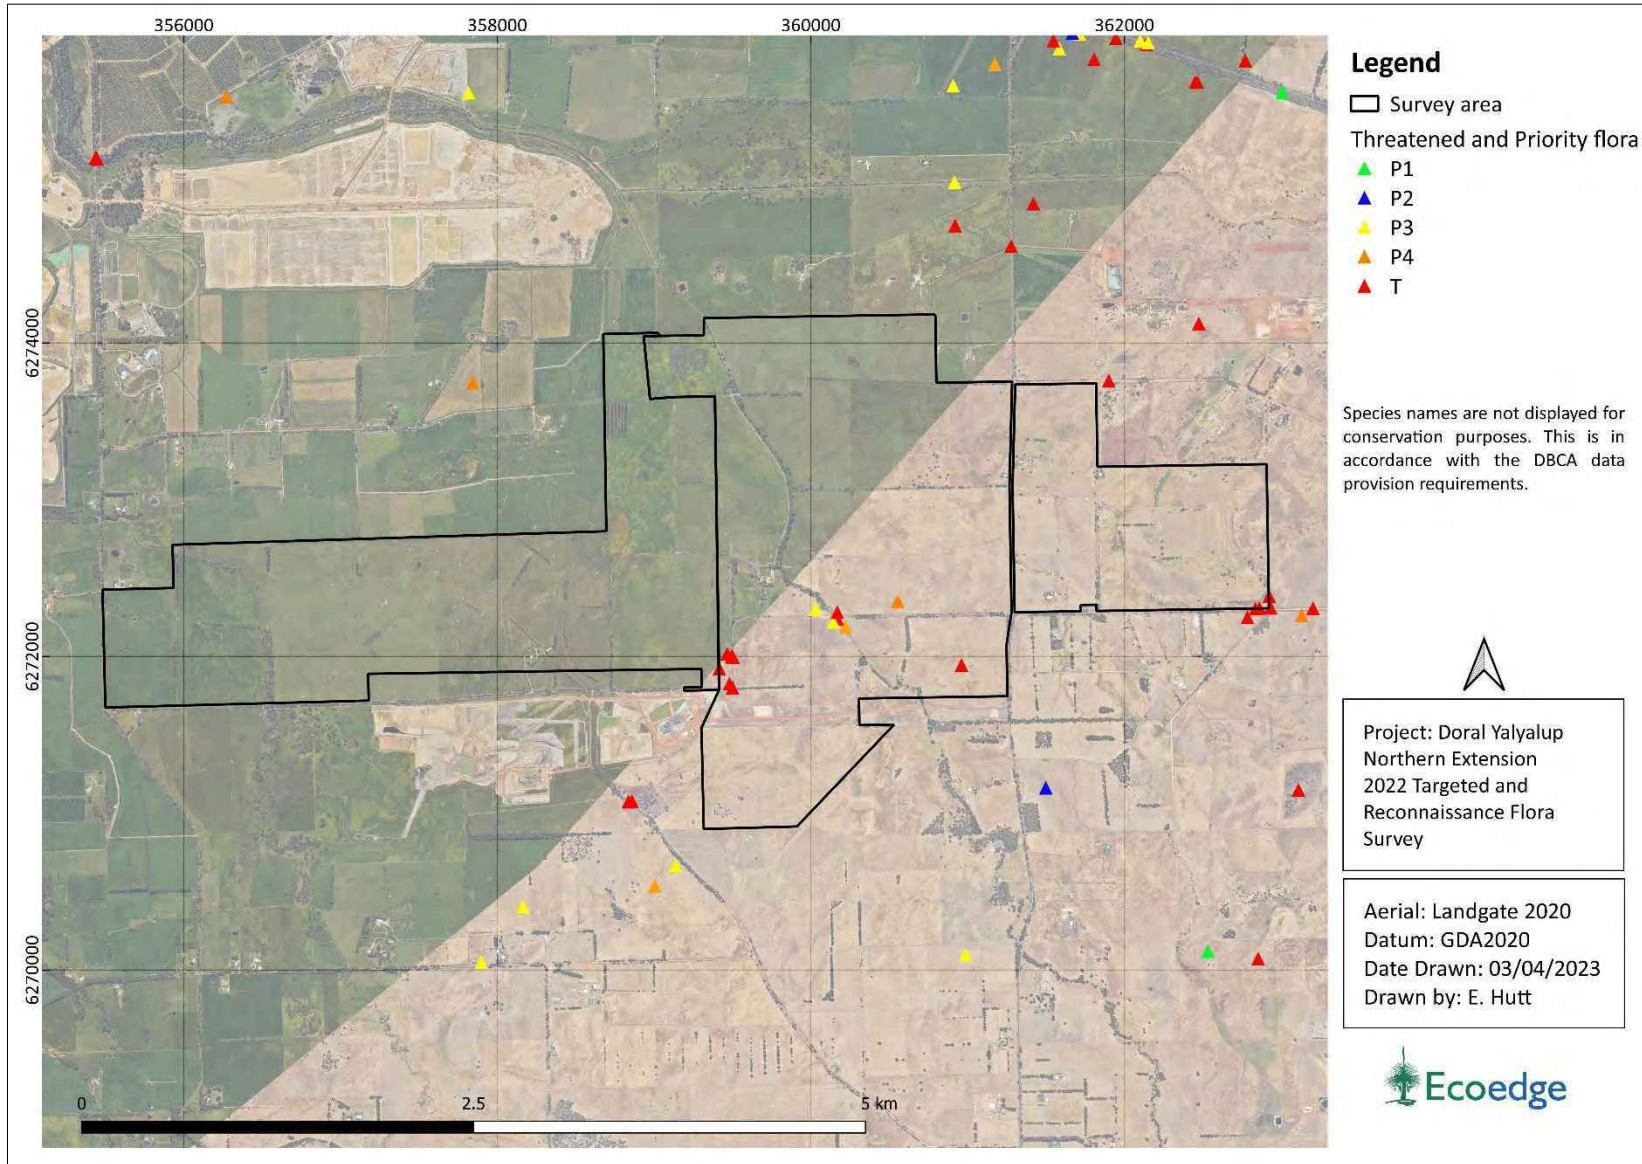 356000
358000
360000
362000
6274000
6272000
6270000
0
2.5
5 km
Legend
Survey area
Threatened and Priority flora
P1
P2
P3
P4
T
Species names are not displayed for
conservation purposes. This is in
accordance with the DBCA data
provision requirements.
Project: Doral Yalyalup
Northern Extension
2022 Targeted and
Reconnaissance Flora
Survey
Aerial: Landgate 2020
Datum: GDA2020
Date Drawn: 03/04/2023
Drawn by: E. Hutt
Ecoedge